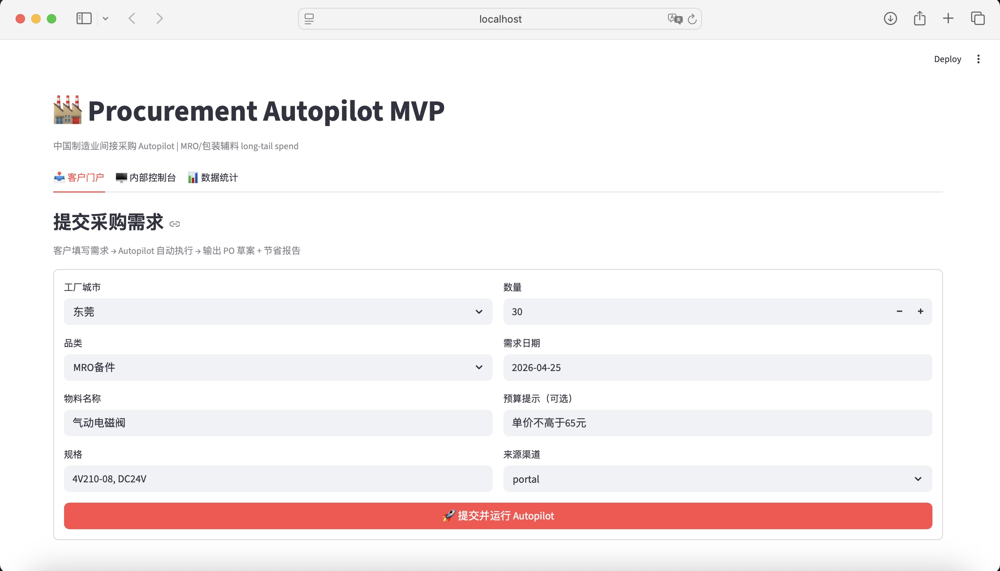 localhost
Deploy
Procurement Autopilot MVP
中国制造业间接采购 Autopilot | MRO/包装辅料 long-tail spend
客户门户 内部控制台 数据统计
提交采购需求
客户填写需求 → Autopilot 自动执行 → 输出 PO 草案 + 节省报告
工厂城市
东莞
数量
30
品类
MRO备件
需求日期
2026-04-25
物料名称
气动电磁阀
预算提示（可选）
单价不高于65元
规格
4V210-08, DC24V
来源渠道
portal
提交并运行 Autopilot